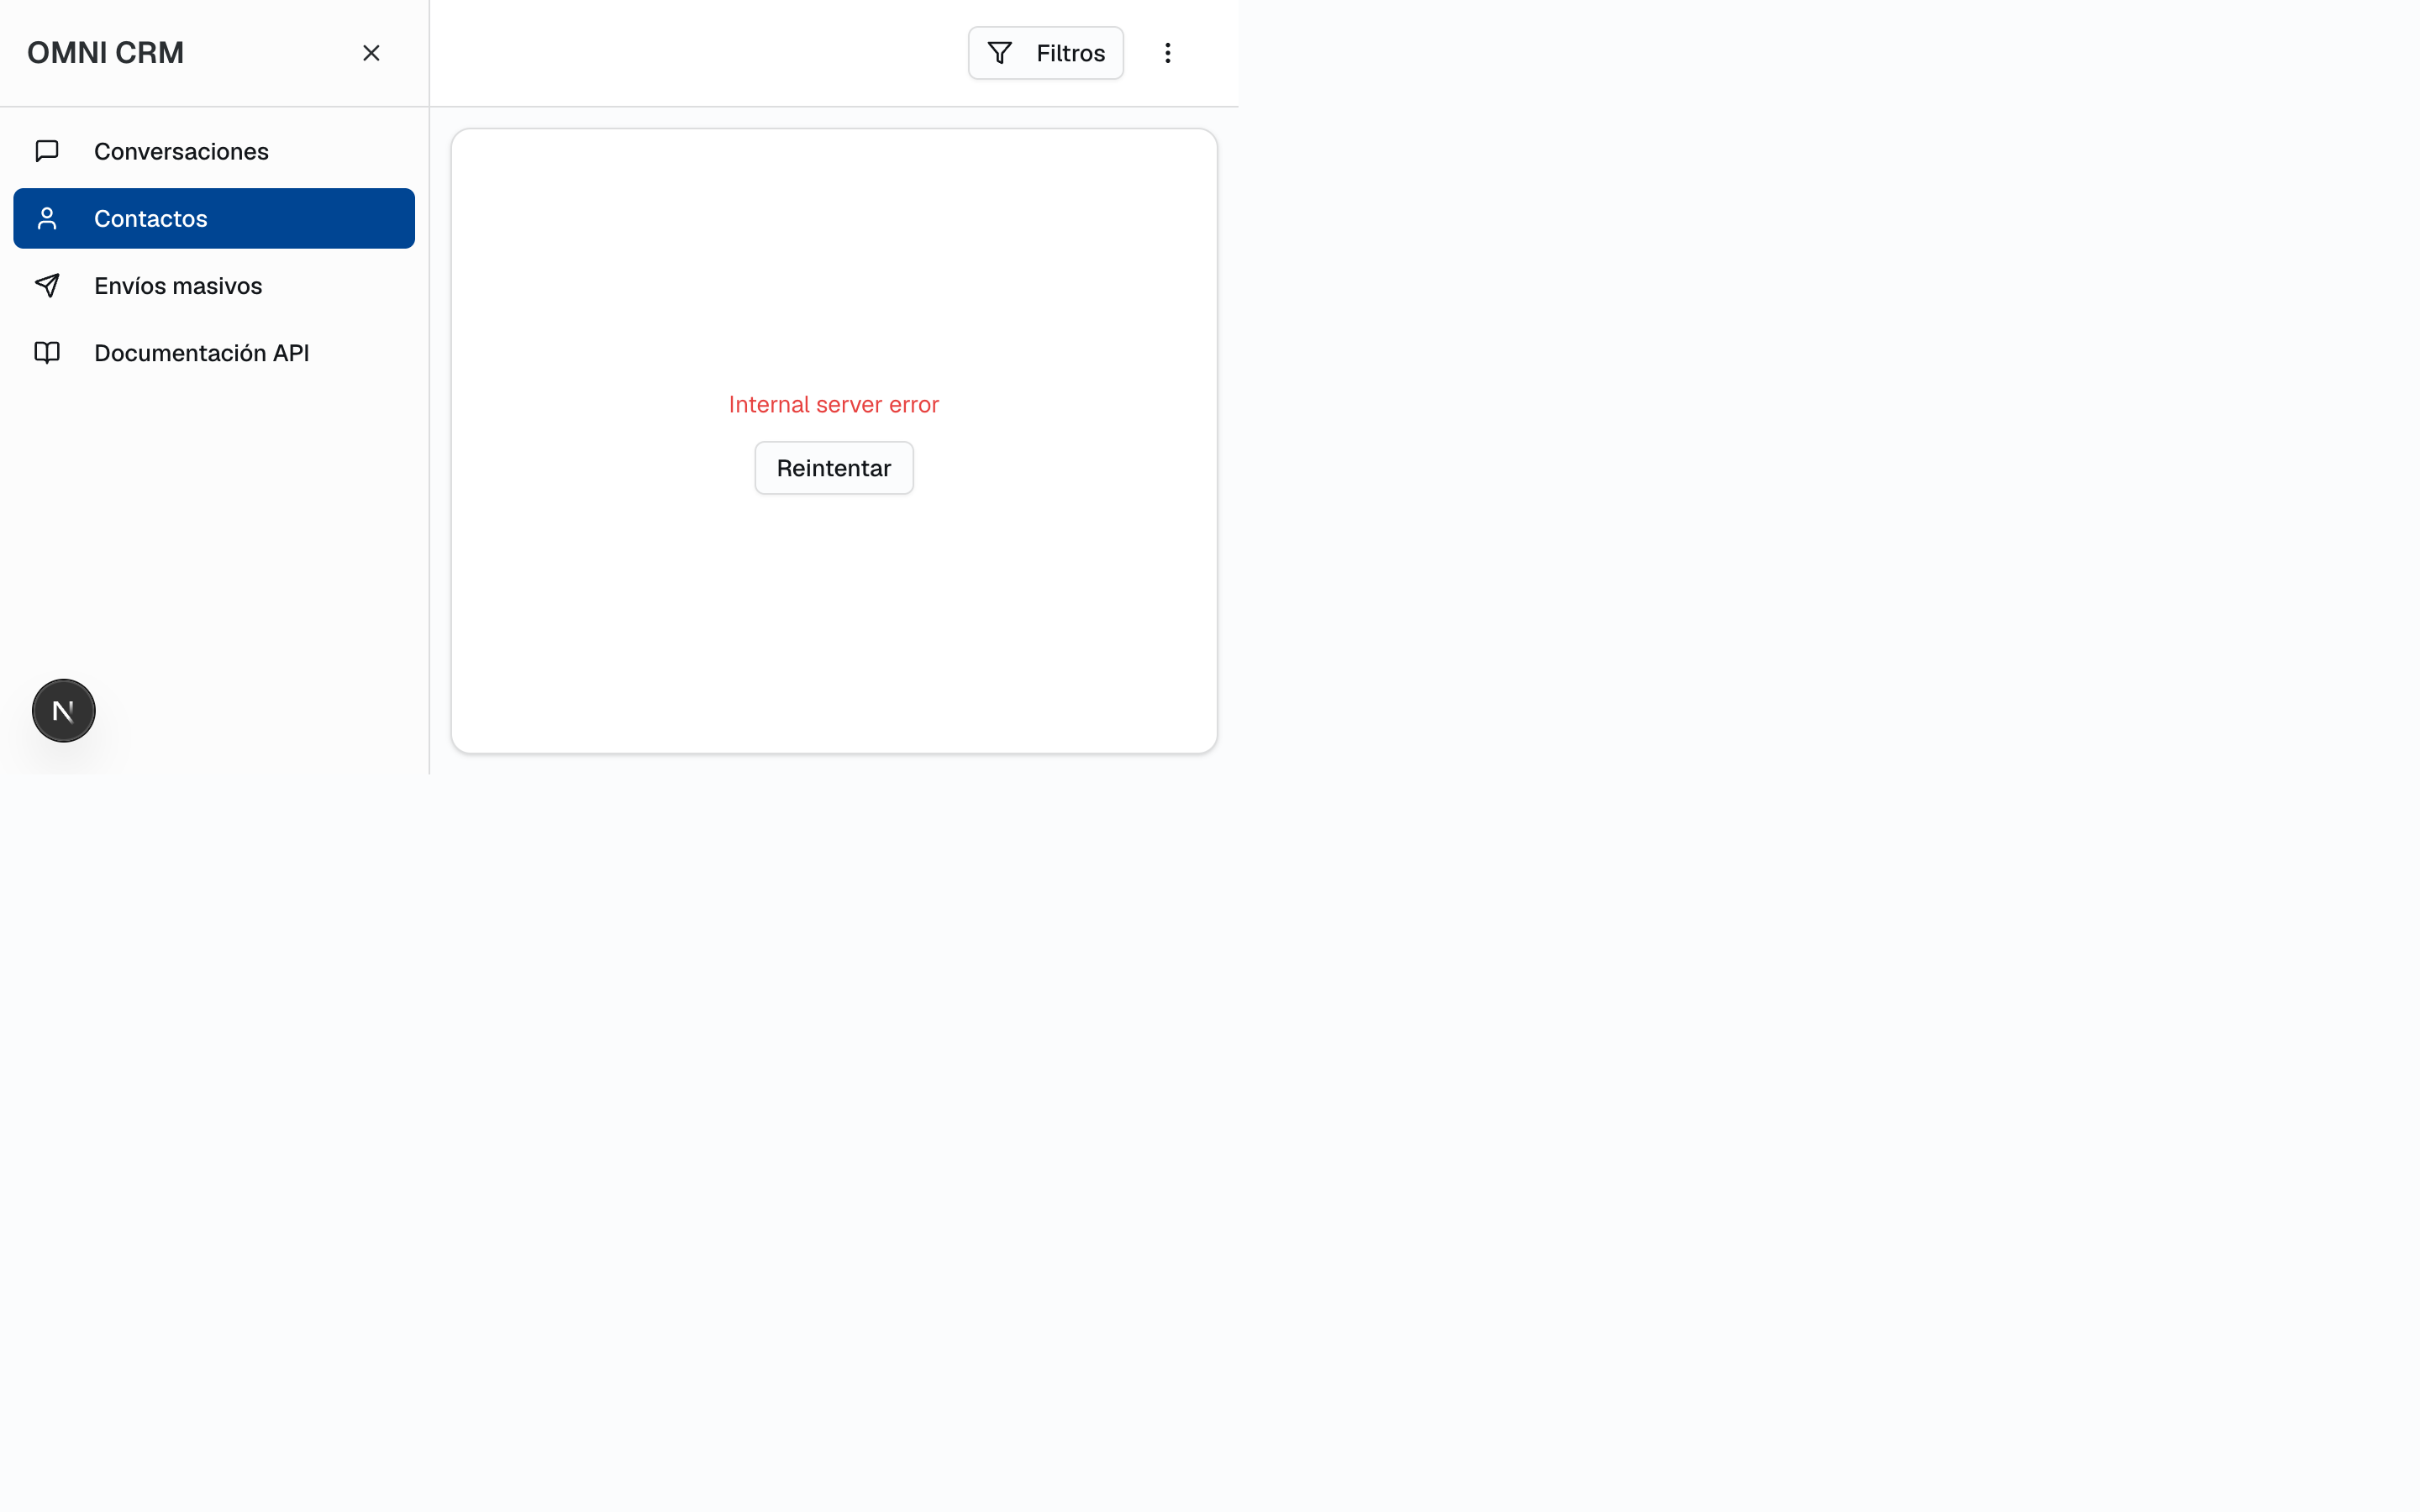 OMNI CRM
Filtros
Conversaciones
Contactos
Envíos masivos
Documentación API
Internal server error
Reintentar
N